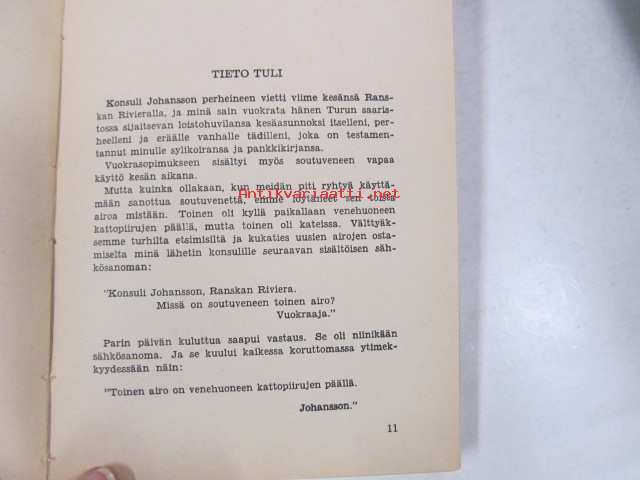 TIETO TULI
Konsuli Johansson perheineen vietti viime kesänsä Rans-
kan Rivieralla, ja minä sain vuokrata hänen Turun saaris-
tossa sijaitsevan loistohuvilansa kesäasunnoksi itselleni, per-
heelleni ja eräälle vanhalle tädilleni, joka on testamen-
tannut minulle sylikoiransa ja pankkikirjansa.
Vuokrasopimukseen sisältyi myös soutuveneen vapaa
käyttö kesän aikana.
Mutta kuinka ollakaan, kun meidän piti ryhtyä käyttä-
Antikvariaatti.net
mään sanottua soutuvenettä, emme löytäneet sen toista
airoa mistään. Toinen oli kyllä paikallaan venehuoneen
kattopiirujen päällä, mutta toinen oli kateissa. Välttyäk-
semme turhilta etsimisiltä ja kukaties uusien airojen osta-
miselta minä lähetin konsulille seuraavan sisältöisen säh-
kösanoman:
"Konsuli Johansson, Ranskan Riviera.
Missä on soutuveneen toinen airo?
Vuokraaja."
Parin päivän kuluttua saapui vastaus. Se oli niinikään
sähkösanoma. Ja se kuului kaikessa koruttomassa ytimek-
kyydessään näin:
"Toinen airo on venehuoneen kattopiirujen päällä.
Johansson."
11